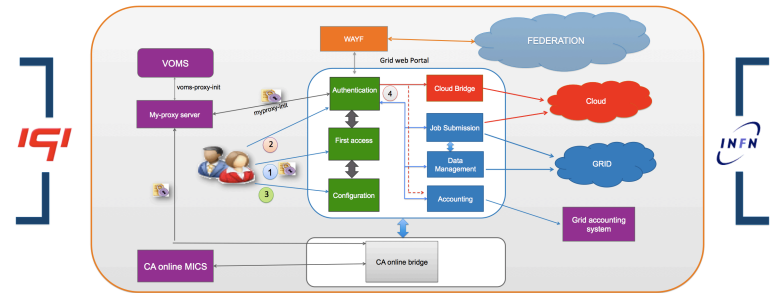 WAYF
FEDERATION
Grid web Portal
VOMS
voms-proxy-init
myproxy-init
My-proxy server
Authentication
4
Cloud Bridge
Cloud
Job Submission
2
First access
1
Data
Management
GRID
3
Configuration
Accounting
Grid accounting
system
CA online MICS
CA online bridge
IGI
INFN